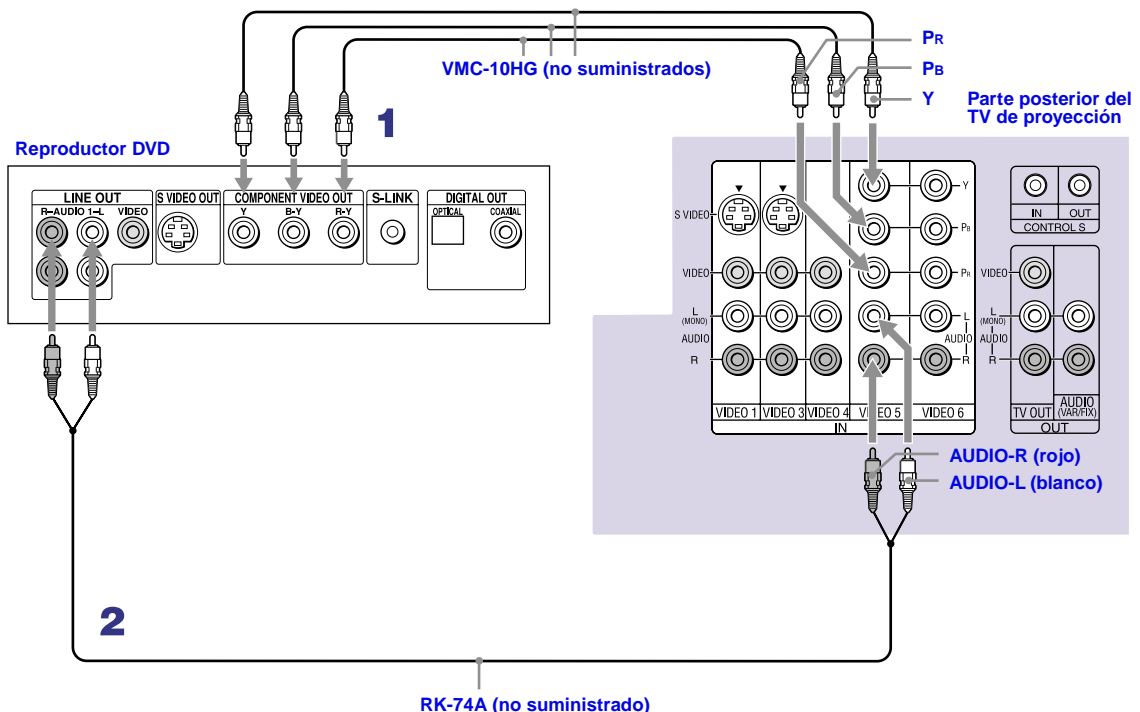 PR
VMC-10HG (no suministrados)
PB
Y
Parte posterior del
TV de proyección
1
Reproductor DVD
LINE OUT
R–AUDIO 1–L VIDEO
S VIDEO OUT
COMPONENT VIDEO OUT
Y B-Y R-Y
S-LINK
DIGITAL OUT
OPTICAL COAXIAL
S VIDEO
VIDEO
L
(MONO)
AUDIO
R
Y
PB
PR
L
AUDIO
R
VIDEO 1 VIDEO 3 VIDEO 4 VIDEO 5 VIDEO 6
IN
IN OUT
CONTROL S
VIDEO
L
(MONO)
AUDIO
R
TV OUT
AUDIO
(VAR/FIX)
OUT
AUDIO-R (rojo)
AUDIO-L (blanco)
2
RK-74A (no suministrado)